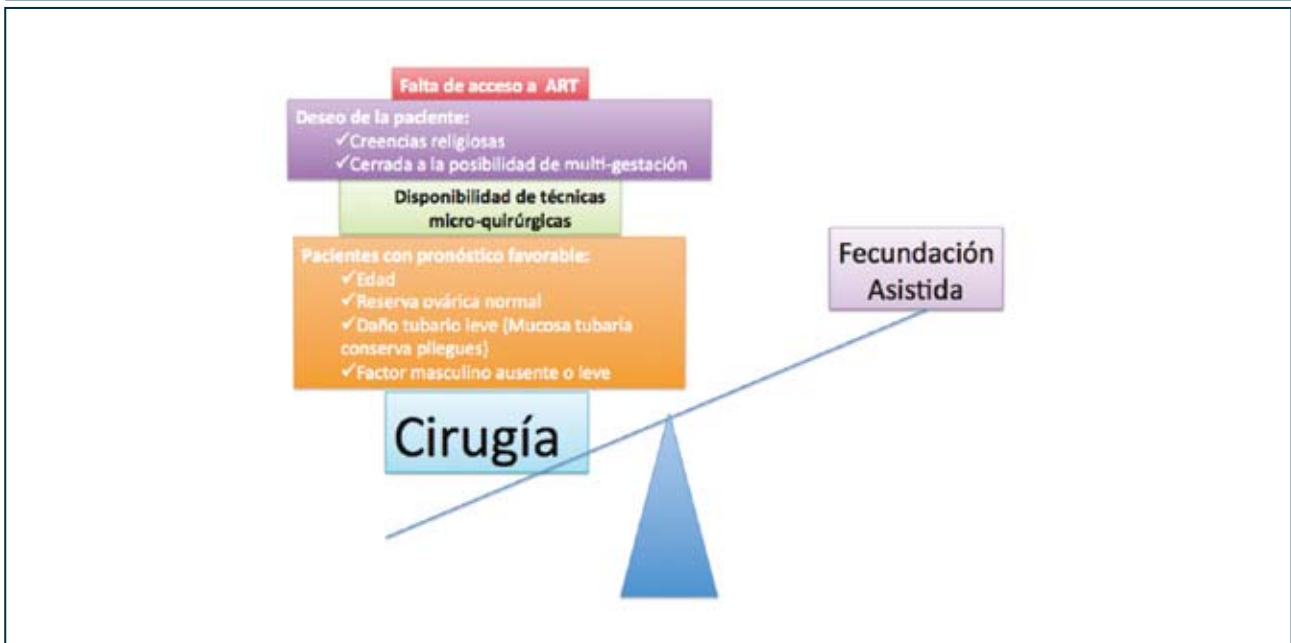 Falta de acceso a ART
Deseo de la paciente:
✓Creencias religiosas
✓Cerrada a la posibilidad de multi-gestación
Disponibilidad de técnicas
micro-quirúrgicas
Pacientes con pronóstico favorable:
✓Edad
✓Reserva ovárica normal
✓Daño tubario leve (Mucosa tubaria
conserva pliegues)
✓Factor masculino ausente o leve
Cirugía
Fecundación
Asistida